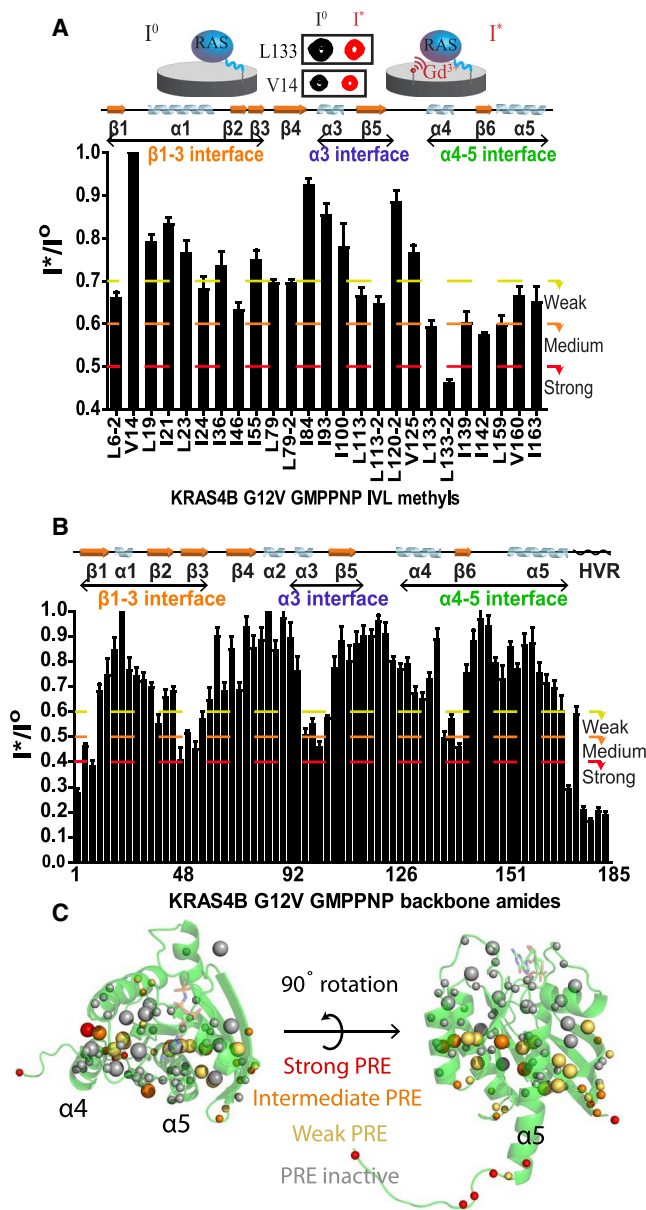 A
I⁰ I⁰ I* I*
RAS L133 RAS
Gd³⁺
V14
β1 α1 β2 β3 β4 α3 β5 α4 β6 α5
β1-3 interface α3 interface α4-5 interface
1.0
0.9
0.8
0.7
0.6
0.5
0.4
I*/I⁰
Weak
Medium
Strong
L6-2 V14 L19 I21 L23 I24 I36 I46 I55 L79 L79-2 I84 I93 I100 L113 L113-2 L120-2 V125 L133 L133-2 I139 I142 L159 V160 I163
KRAS4B G12V GMPPNP IVL methyls
B
β1 α1 β2 β3 β4 α2 α3 β5 α4 β6 α5 HVR
β1-3 interface α3 interface α4-5 interface
1.0
0.9
0.8
0.7
0.6
0.5
0.4
0.3
0.2
0.1
0.0
I*/I⁰
Weak
Medium
Strong
1 48 92 126 151 185
KRAS4B G12V GMPPNP backbone amides
C
90° rotation
Strong PRE
Intermediate PRE
Weak PRE
PRE inactive
α4 α5 α5